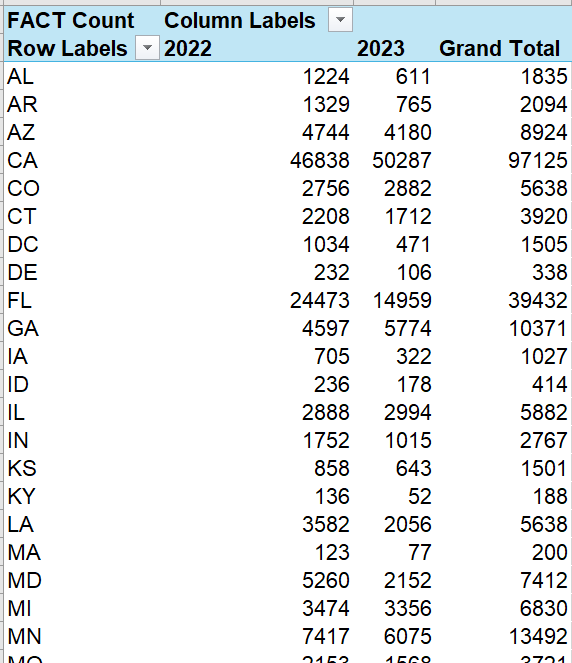 FACT Count Column Labels
Row Labels 2022 2023 Grand Total
AL 1224 611 1835
AR 1329 765 2094
AZ 4744 4180 8924
CA 46838 50287 97125
CO 2756 2882 5638
CT 2208 1712 3920
DC 1034 471 1505
DE 232 106 338
FL 24473 14959 39432
GA 4597 5774 10371
IA 705 322 1027
ID 236 178 414
IL 2888 2994 5882
IN 1752 1015 2767
KS 858 643 1501
KY 136 52 188
LA 3582 2056 5638
MA 123 77 200
MD 5260 2152 7412
MI 3474 3356 6830
MN 7417 6075 13492
MO 2153 1568 3721